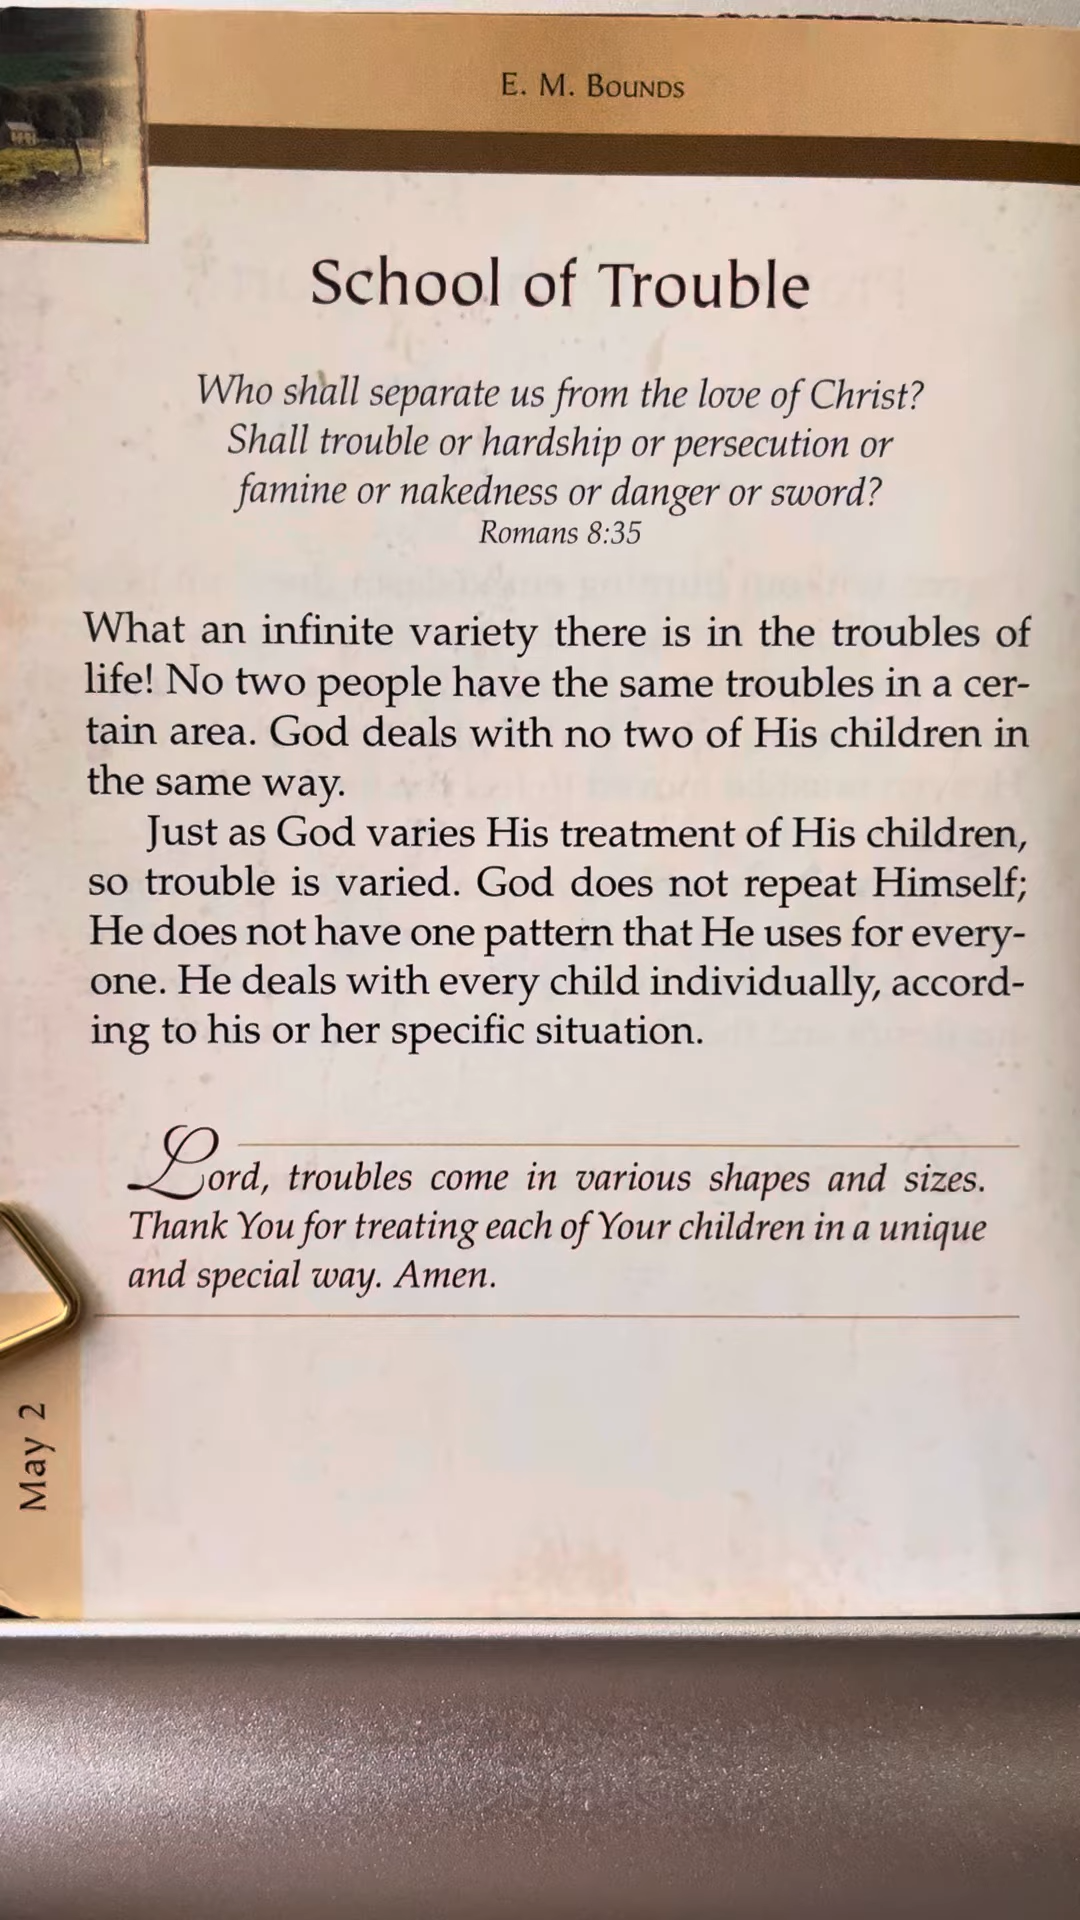 E. M. Bounds
School of Trouble
Who shall separate us from the love of Christ?
Shall trouble or hardship or persecution or
famine or nakedness or danger or sword?
Romans 8:35
What an infinite variety there is in the troubles of
life! No two people have the same troubles in a cer-
tain area. God deals with no two of His children in
the same way.
Just as God varies His treatment of His children,
so trouble is varied. God does not repeat Himself;
He does not have one pattern that He uses for every-
one. He deals with every child individually, accord-
ing to his or her specific situation.
Lord, troubles come in various shapes and sizes.
Thank You for treating each of Your children in a unique
and special way. Amen.
May 2